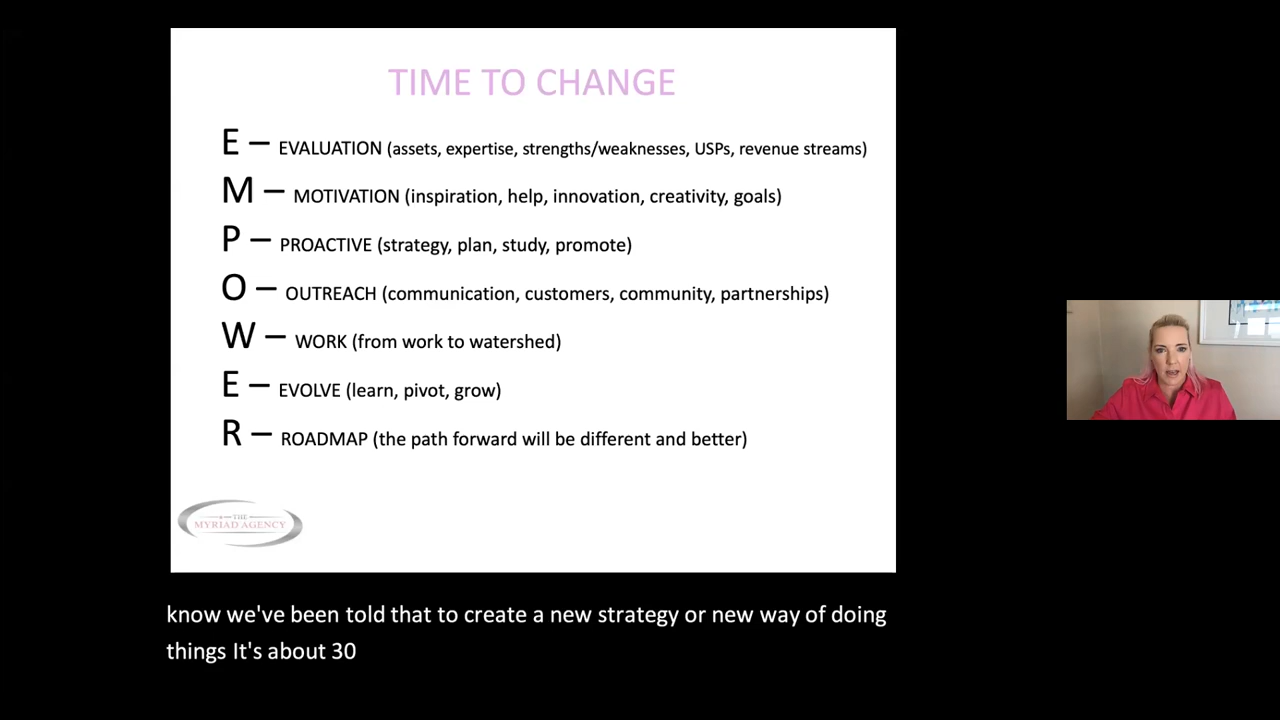 TIME TO CHANGE
E – EVALUATION (assets, expertise, strengths/weaknesses, USPs, revenue streams)
M – MOTIVATION (inspiration, help, innovation, creativity, goals)
P – PROACTIVE (strategy, plan, study, promote)
O – OUTREACH (communication, customers, community, partnerships)
W – WORK (from work to watershed)
E – EVOLVE (learn, pivot, grow)
R – ROADMAP (the path forward will be different and better)
THE
MYRIAD AGENCY
know we've been told that to create a new strategy or new way of doing
things It's about 30